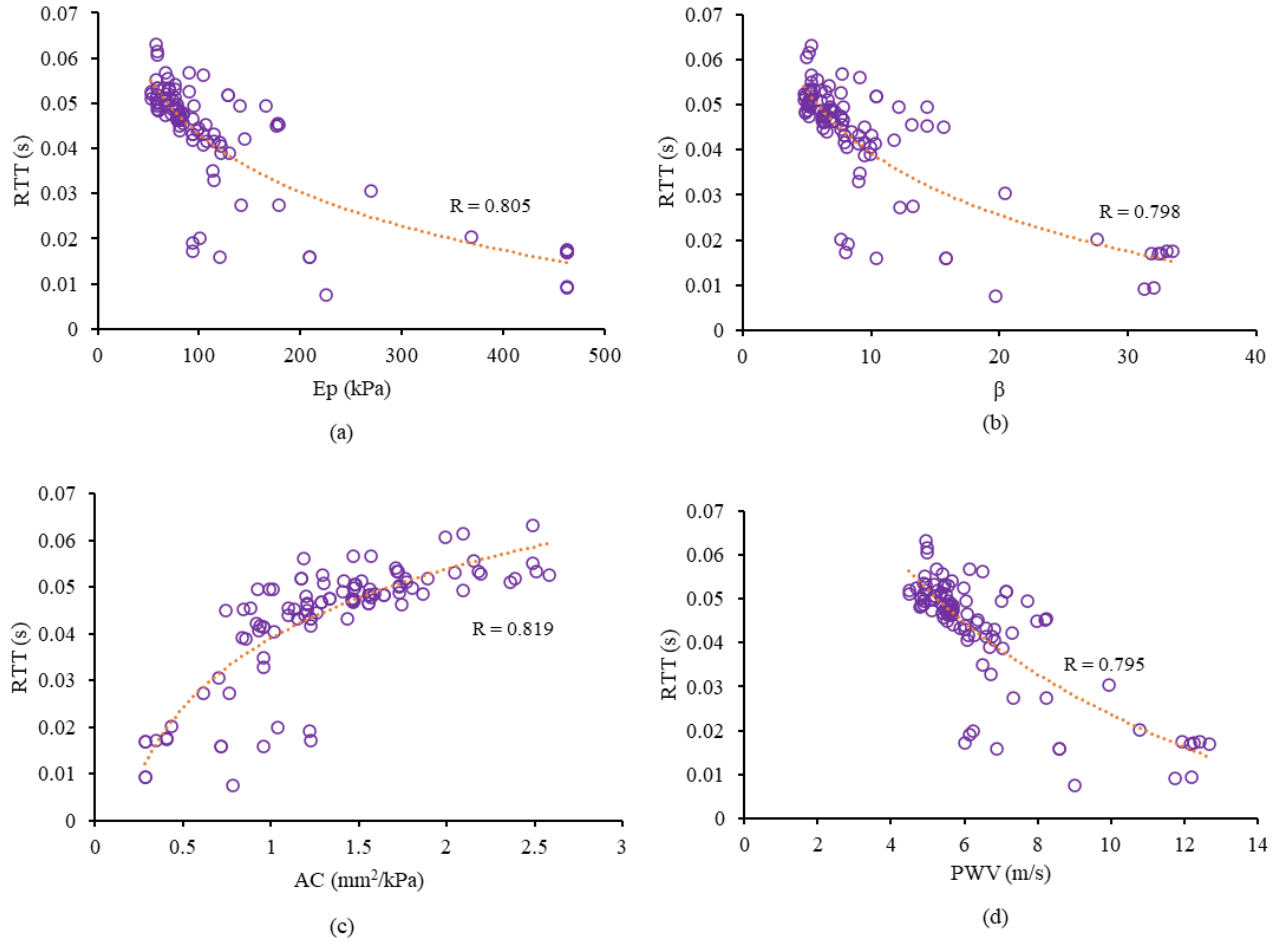 0.07
0.06
0.05
0.04
0.03
0.02
0.01
0
RTT (s)
R = 0.805
0 100 200 300 400 500
Ep (kPa)
(a)
0.07
0.06
0.05
0.04
0.03
0.02
0.01
0
RTT (s)
R = 0.798
0 10 20 30 40
β
(b)
0.07
0.06
0.05
0.04
0.03
0.02
0.01
0
RTT (s)
R = 0.819
0 0.5 1 1.5 2 2.5 3
AC (mm²/kPa)
(c)
0.07
0.06
0.05
0.04
0.03
0.02
0.01
0
RTT (s)
R = 0.795
0 2 4 6 8 10 12 14
PWV (m/s)
(d)